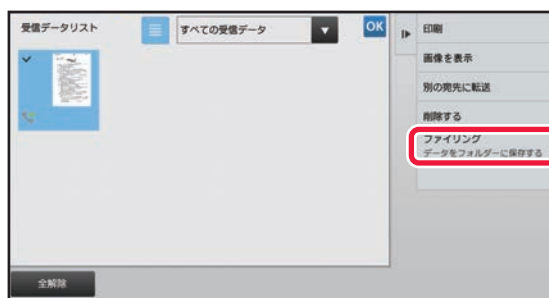 受信データリスト
すべての受信データ
OK
印刷
画像を表示
別の宛先に転送
削除する
ファイリング
データをフォルダーに保存する
全解除